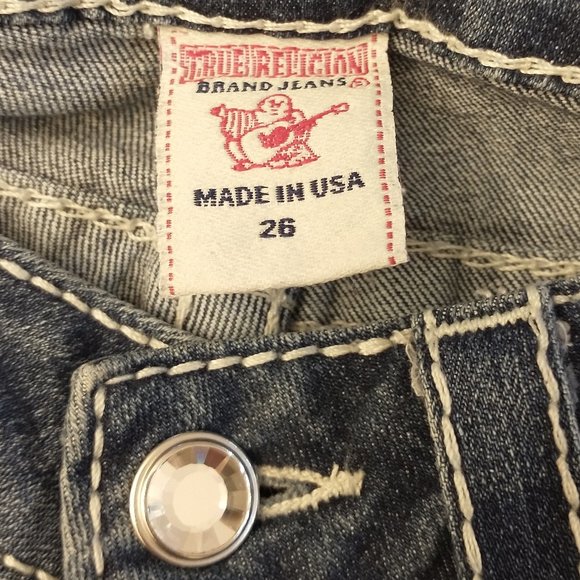 TRUE RELIGION
BRAND JEANS ®
MADE IN USA
26